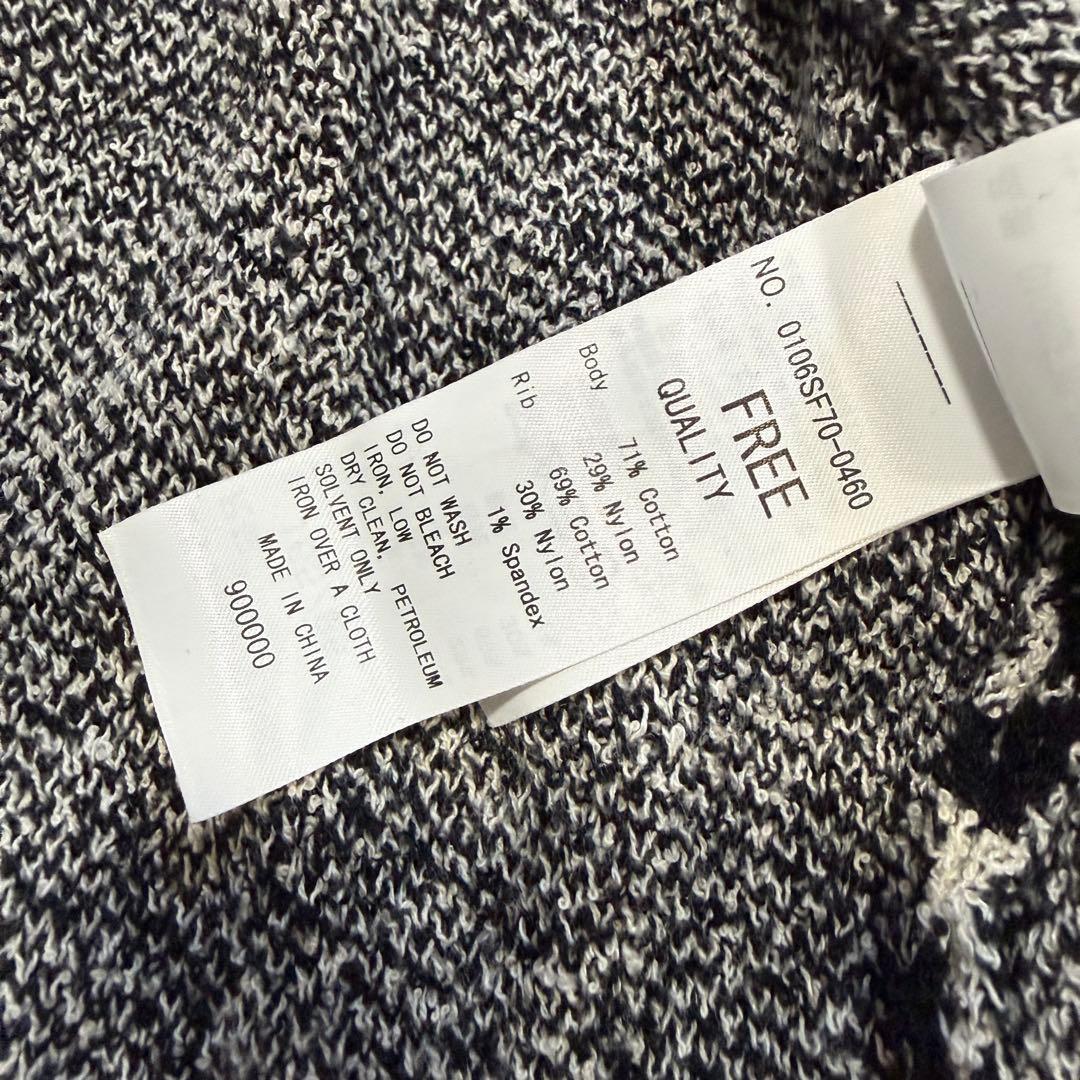 NO. 0106SF70-0460
FREE
QUALITY
Body 71% Cotton
29% Nylon
Rib 69% Cotton
30% Nylon
1% Spandex
DO NOT WASH
DO NOT BLEACH
IRON, LOW
DRY CLEAN, PETROLEUM
SOLVENT ONLY
IRON OVER A CLOTH
MADE IN CHINA
900000